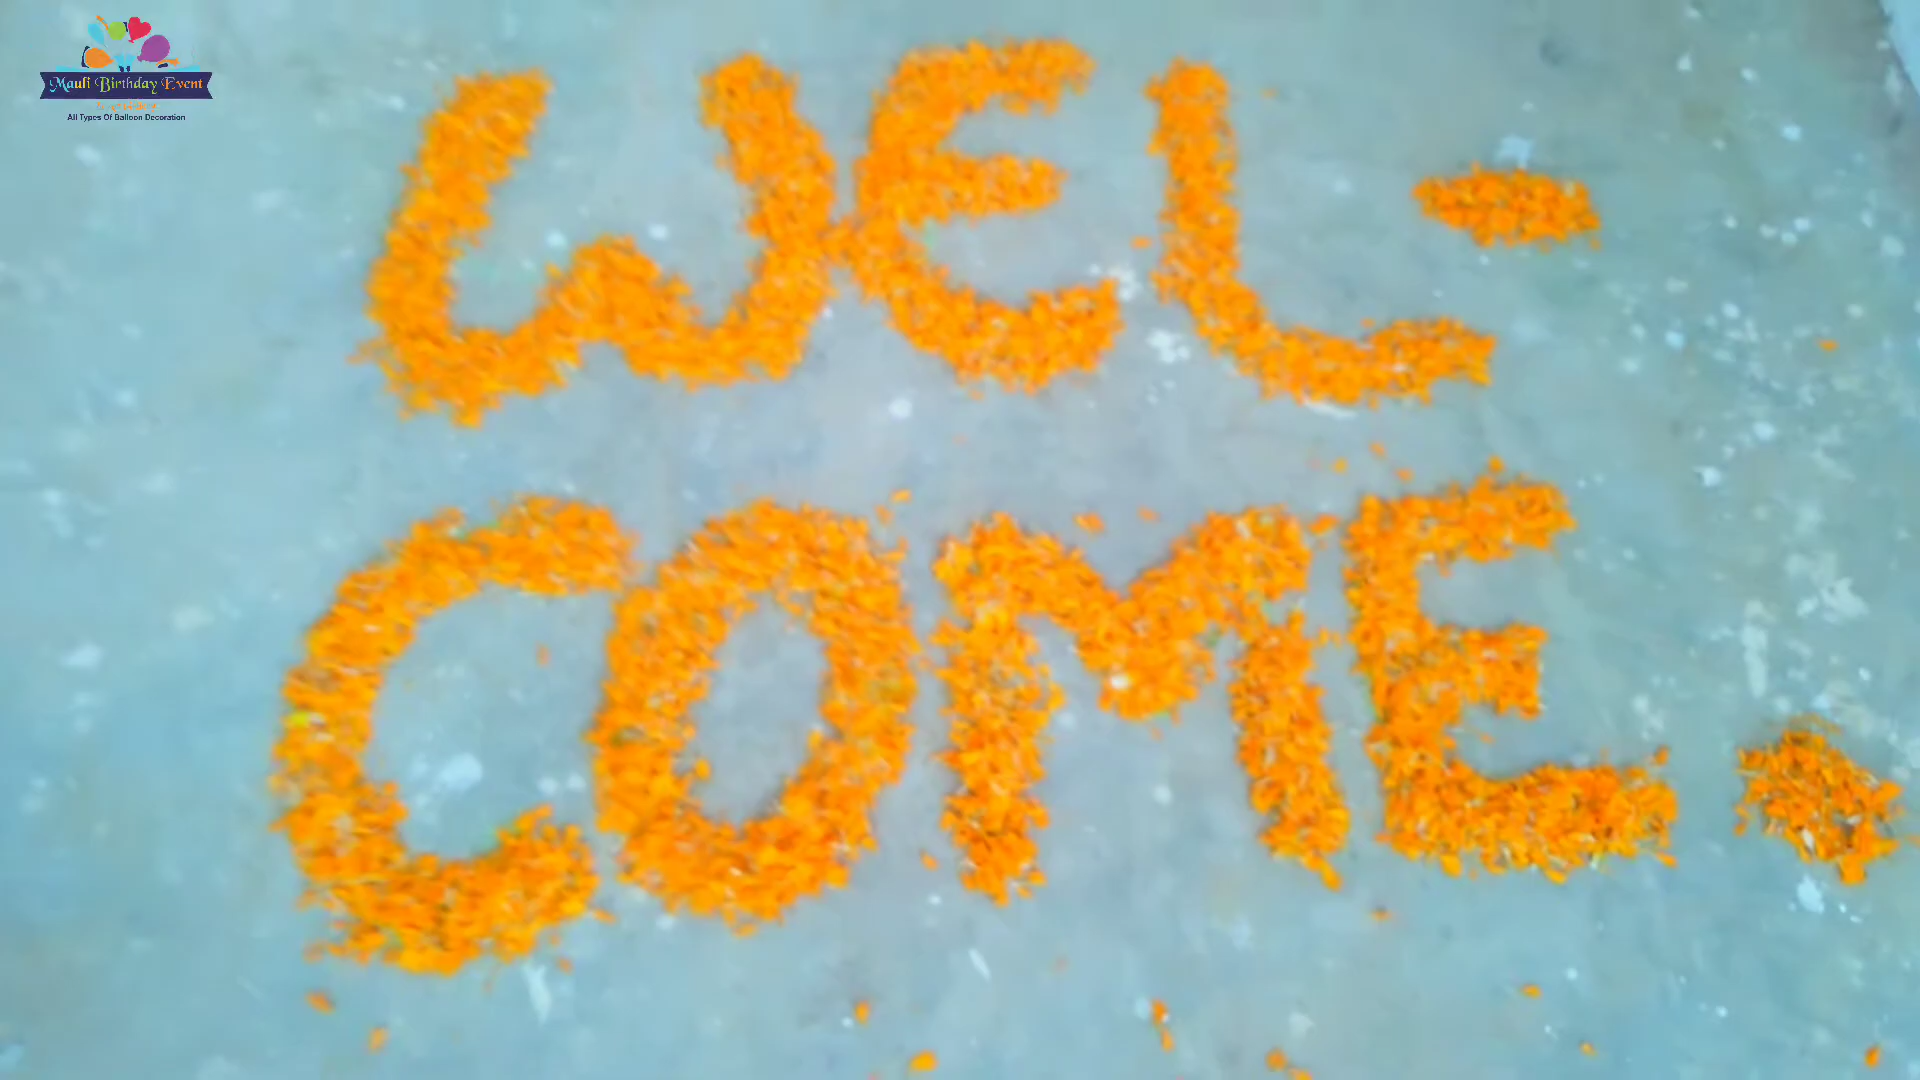 Mauli Birthday Event
All Types Of Balloon Decoration
WEL-
COME.